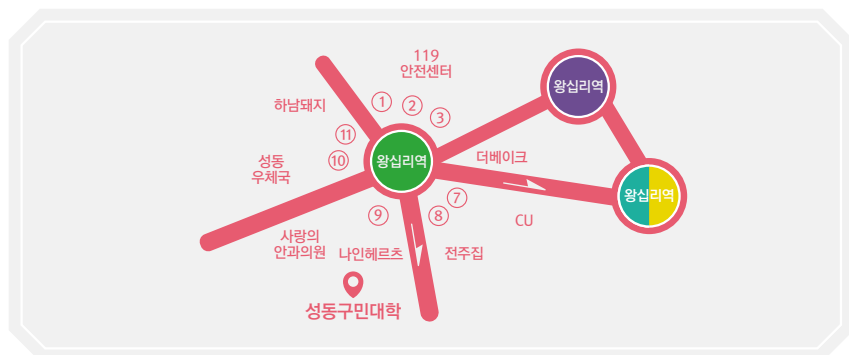 119
안전센터
왕십리역
하남돼지
①
②
③
⑪
⑩
성동
우체국
왕십리역
더베이크
왕십리역
⑦
⑧
⑨
CU
사랑의
안과의원
나인헤르츠
전주집
성동구민대학